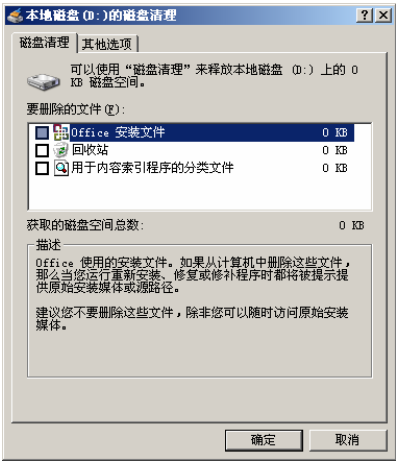 本地磁盘 (D:)的磁盘清理
磁盘清理 其他选项
可以使用“磁盘清理”来释放本地磁盘 (D:) 上的 0
KB 磁盘空间。
要删除的文件(F):
Office 安装文件 0 KB
回收站 0 KB
用于内容索引程序的分类文件 0 KB
获取的磁盘空间总数: 0 KB
描述
Office 使用的安装文件。如果从计算机中删除这些文件，
那么当您运行重新安装、修复或修补程序时都将被提示提
供原始安装媒体或源路径。
建议您不要删除这些文件，除非您可以随时访问原始安装
媒体。
确定 取消